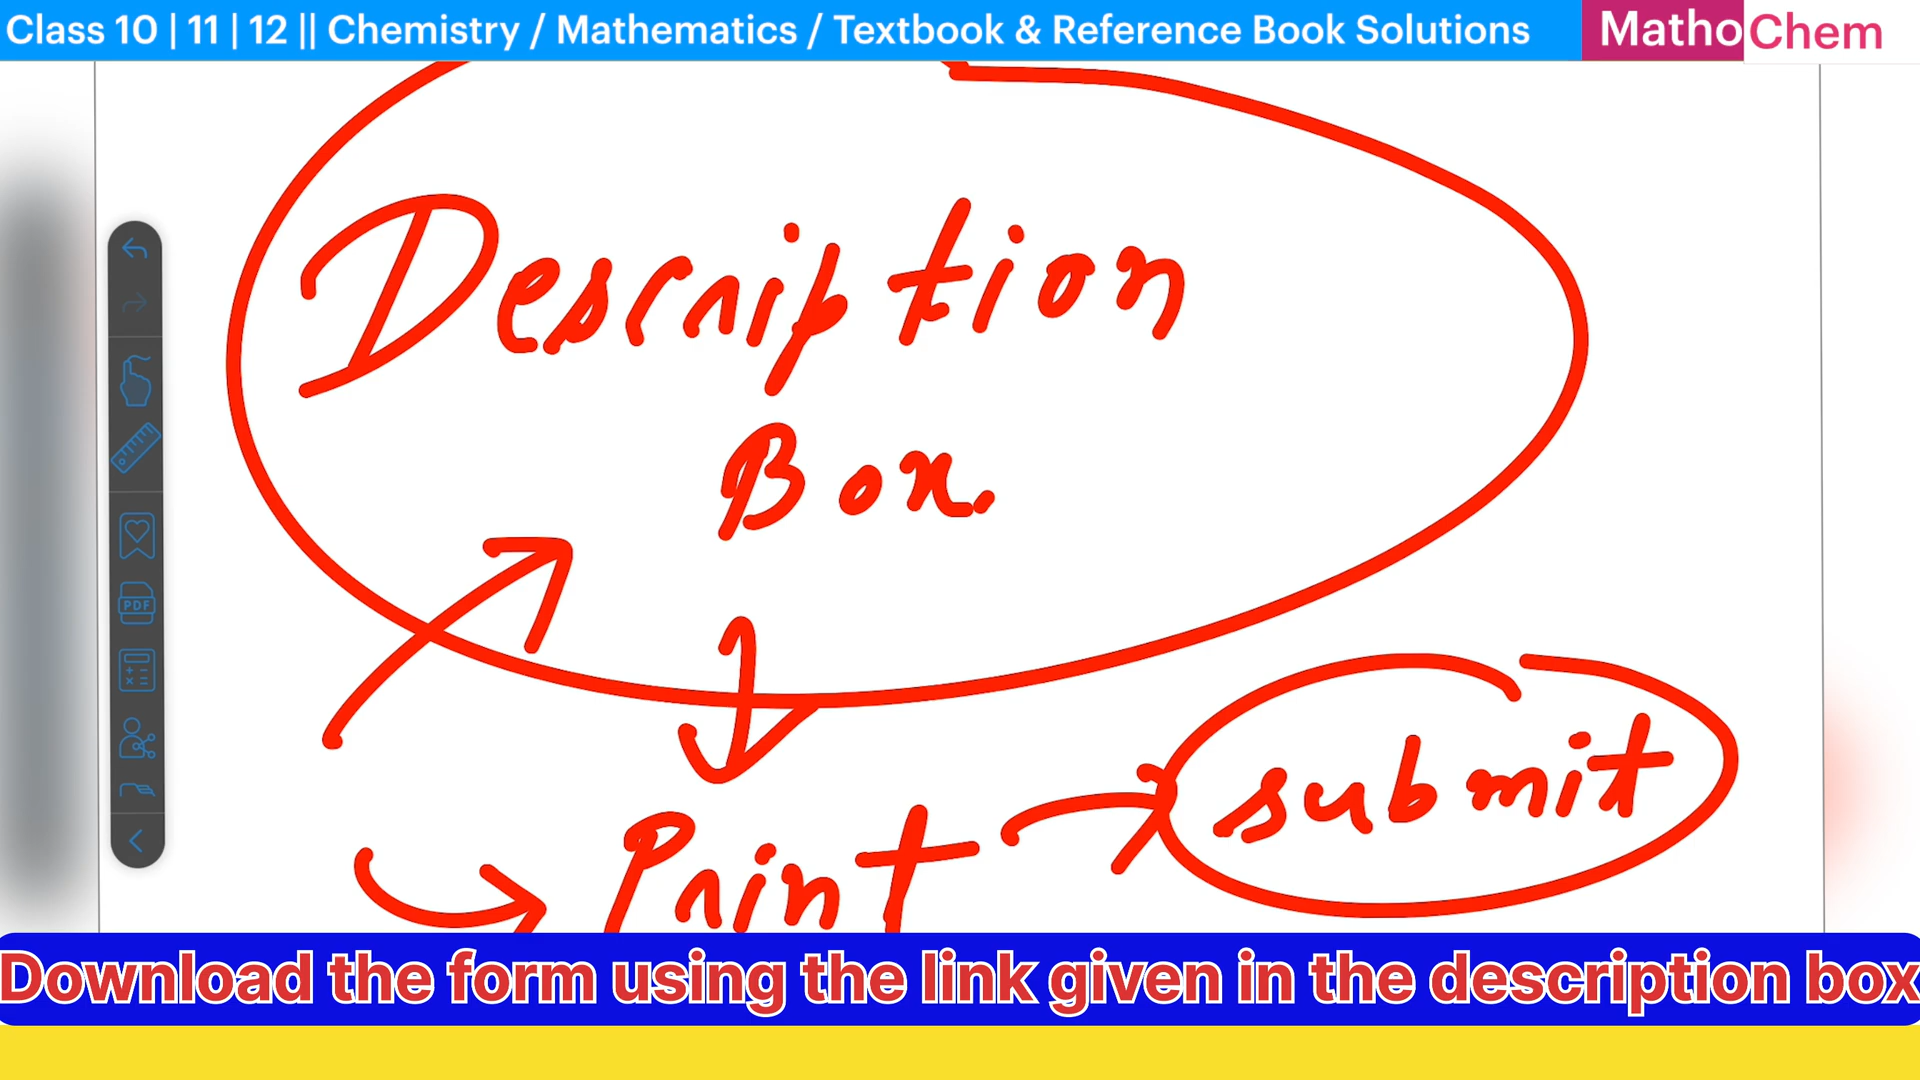 Class 10 | 11 | 12 || Chemistry / Mathematics / Textbook & Reference Book Solutions
MathoChem
Description
Box.
submit
Print
PDF
Download the form using the link given in the description box